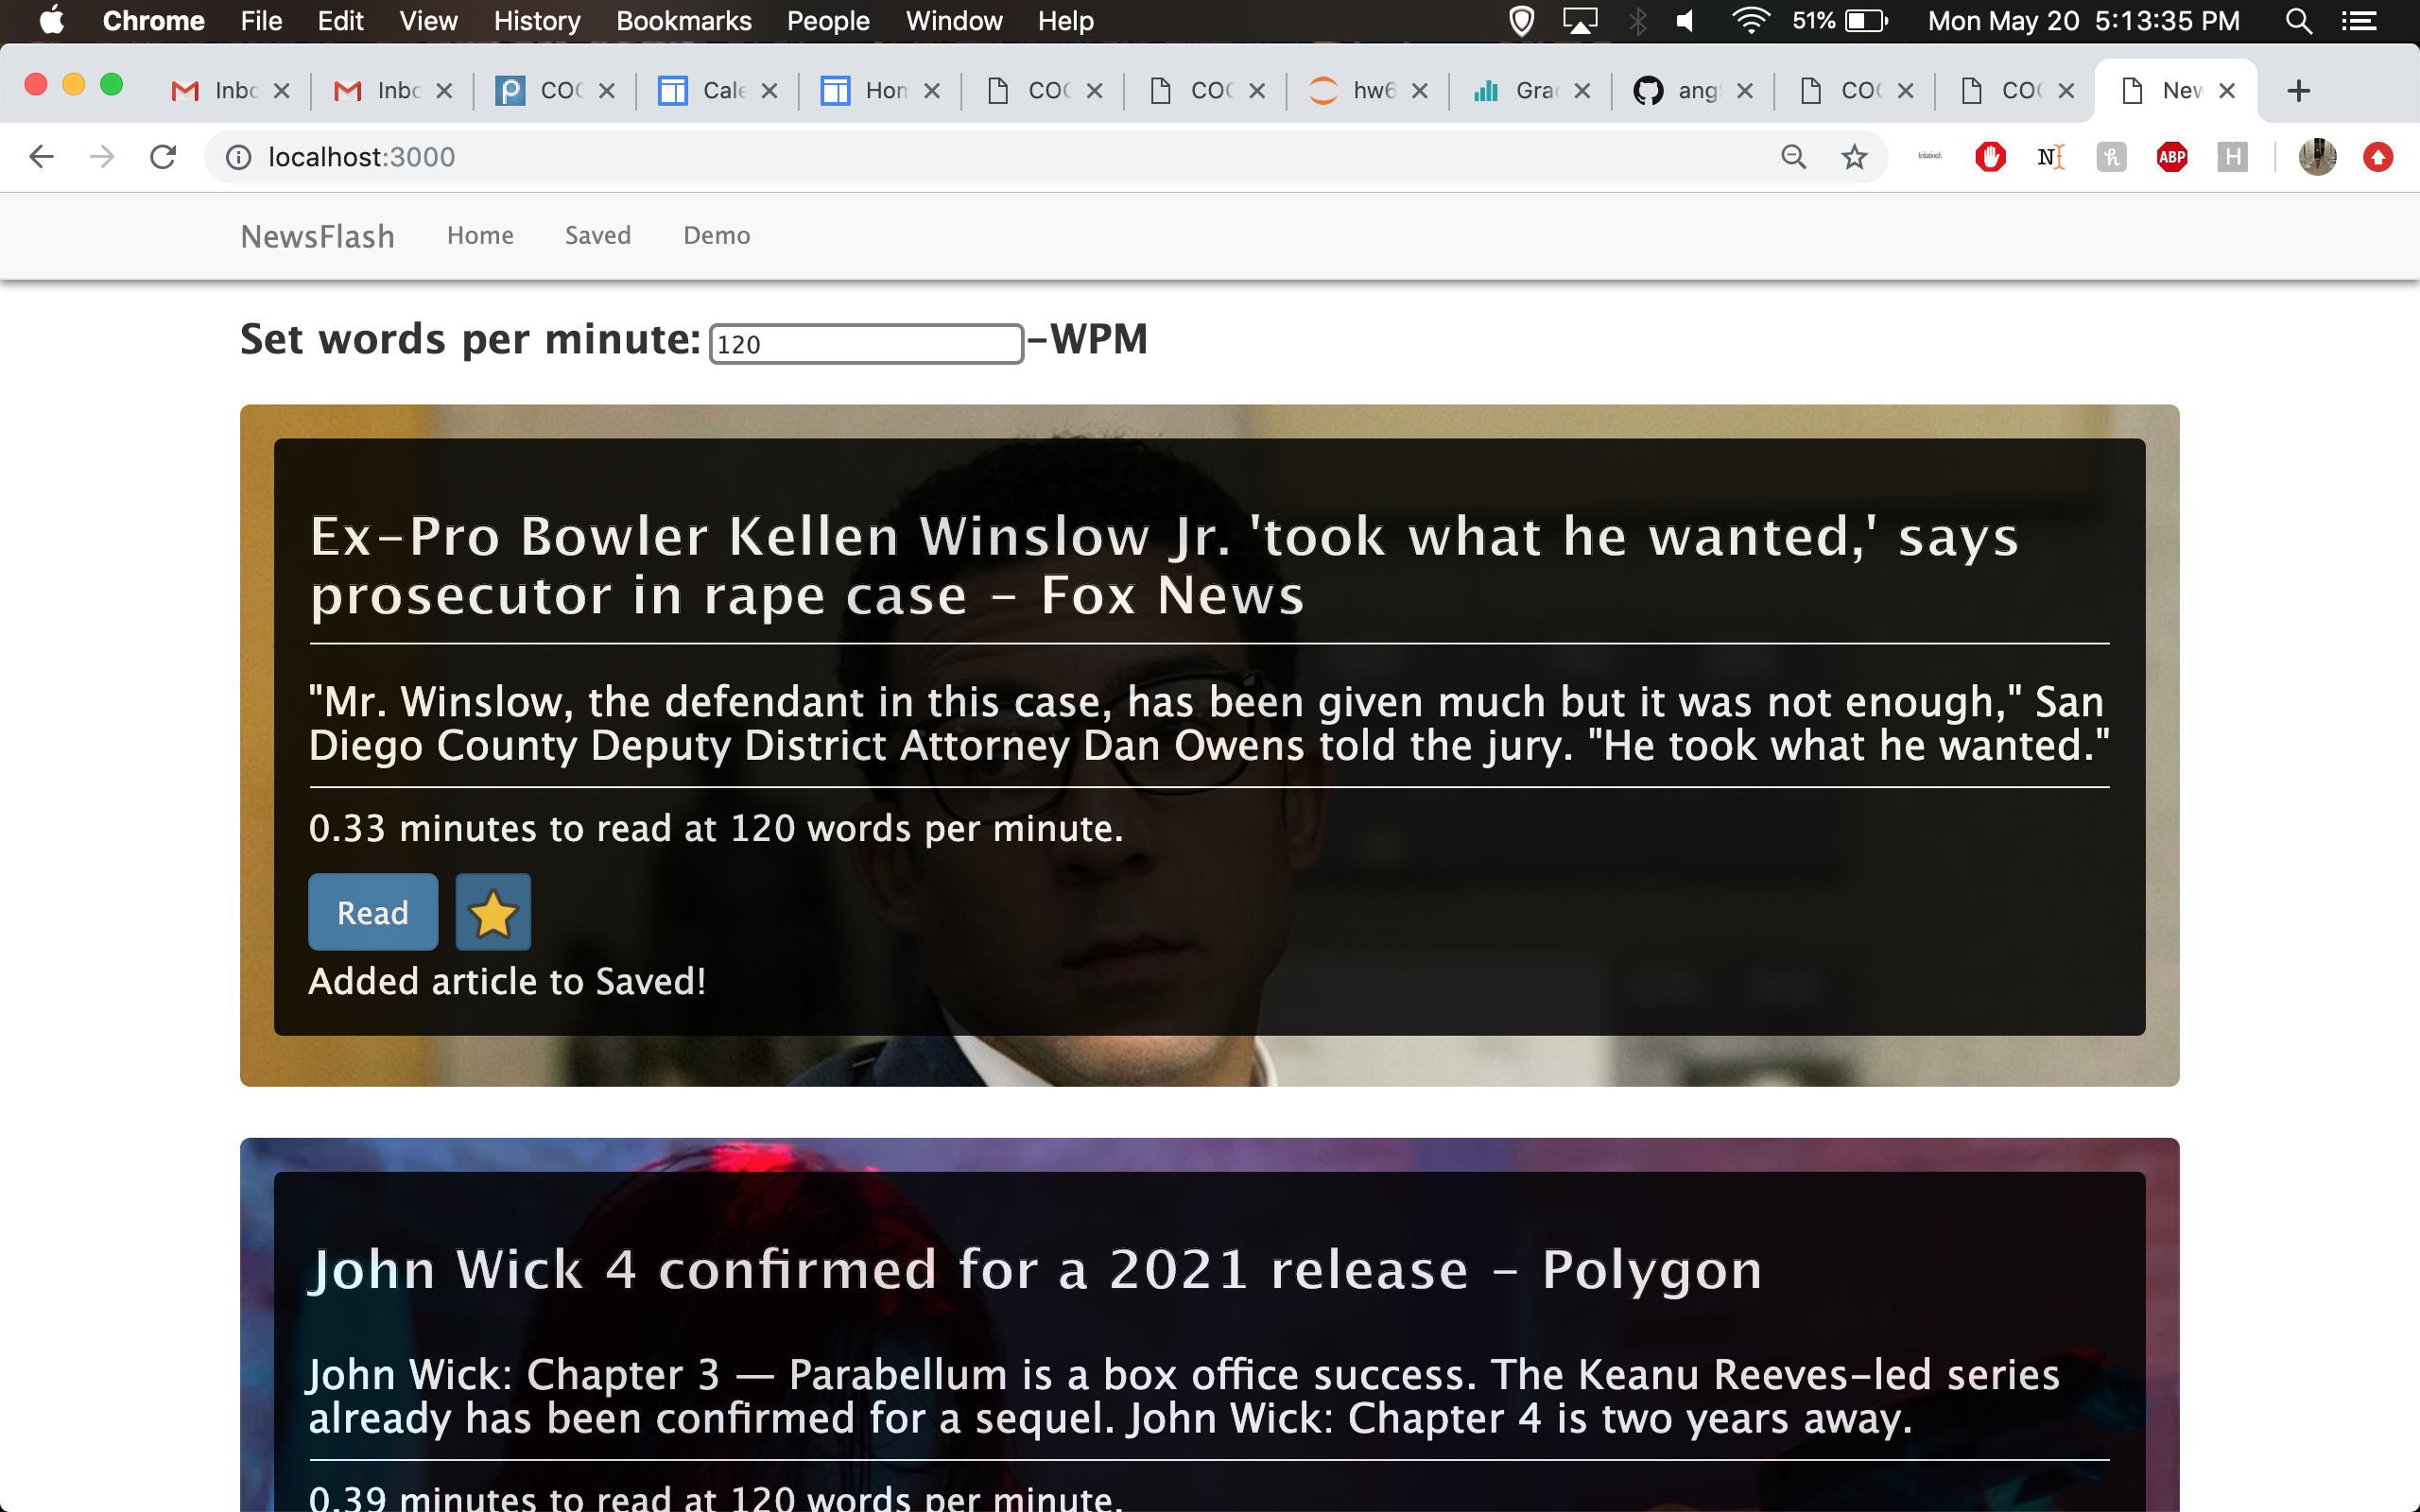 Chrome File Edit View History Bookmarks People Window Help 51% Mon May 20 5:13:35 PM
Inbc Inbc COC Cale Hom COC COC hw6 Gra ang COC COC New
localhost:3000 ABP H
NewsFlash Home Saved Demo
Set words per minute: 120 -WPM
Ex-Pro Bowler Kellen Winslow Jr. 'took what he wanted,' says
prosecutor in rape case - Fox News
"Mr. Winslow, the defendant in this case, has been given much but it was not enough," San
Diego County Deputy District Attorney Dan Owens told the jury. "He took what he wanted."
0.33 minutes to read at 120 words per minute.
Read
Added article to Saved!
John Wick 4 confirmed for a 2021 release - Polygon
John Wick: Chapter 3 — Parabellum is a box office success. The Keanu Reeves-led series
already has been confirmed for a sequel. John Wick: Chapter 4 is two years away.
0.39 minutes to read at 120 words per minute.